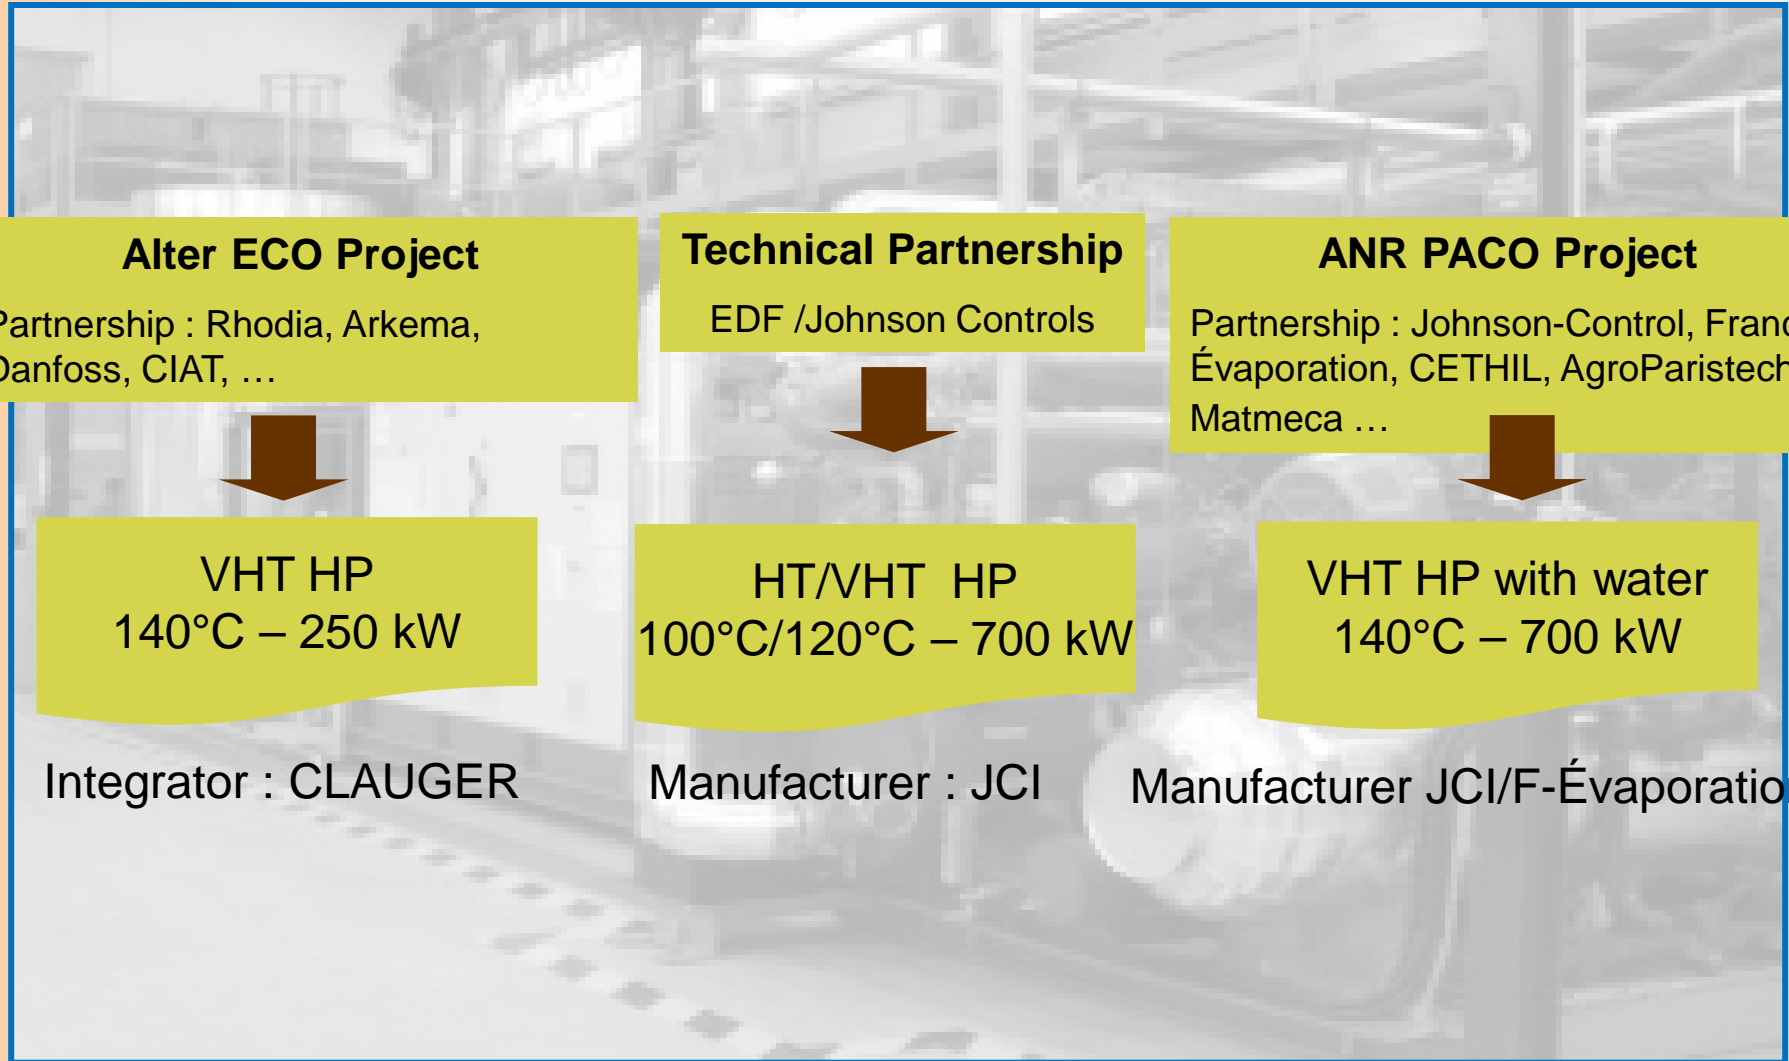 Alter ECO Project
Partnership : Rhodia, Arkema,
Danfoss, CIAT, …
VHT HP
140°C – 250 kW
Integrator : CLAUGER
Technical Partnership
EDF /Johnson Controls
HT/VHT HP
100°C/120°C – 700 kW
Manufacturer : JCI
ANR PACO Project
Partnership : Johnson-Control,
Évaporation, CETHIL, AgroParistech
Matmeca …
VHT HP with water
140°C – 700 kW
Manufacturer JCI/F-Évaporation